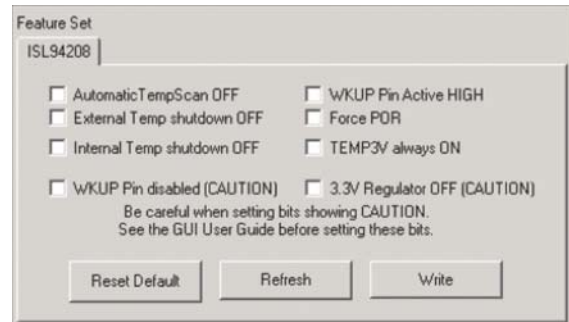 Feature Set
ISL94208
AutomaticTempScan OFF
WKUP Pin Active HIGH
External Temp shutdown OFF
Force POR
Internal Temp shutdown OFF
TEMP3V always ON
WKUP Pin disabled (CAUTION)
3.3V Regulator OFF (CAUTION)
Be careful when setting bits showing CAUTION.
See the GUI User Guide before setting these bits.
Reset Default
Refresh
Write